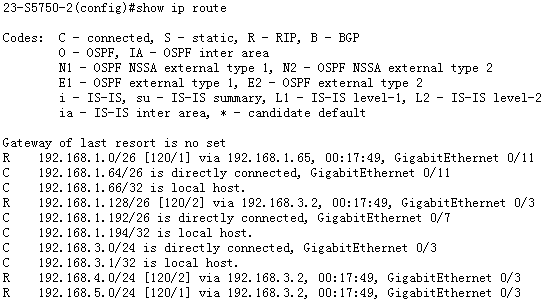 23-S5750-2(config)#show ip route
Codes:  C - connected, S - static, R - RIP, B - BGP
O - OSPF, IA - OSPF inter area
N1 - OSPF NSSA external type 1, N2 - OSPF NSSA external type 2
E1 - OSPF external type 1, E2 - OSPF external type 2
i - IS-IS, su - IS-IS summary, L1 - IS-IS level-1, L2 - IS-IS level-2
ia - IS-IS inter area, * - candidate default
Gateway of last resort is no set
R    192.168.1.0/26 [120/1] via 192.168.1.65, 00:17:49, GigabitEthernet 0/11
C    192.168.1.64/26 is directly connected, GigabitEthernet 0/11
C    192.168.1.66/32 is local host.
R    192.168.1.128/26 [120/2] via 192.168.3.2, 00:17:49, GigabitEthernet 0/3
C    192.168.1.192/26 is directly connected, GigabitEthernet 0/7
C    192.168.1.194/32 is local host.
C    192.168.3.0/24 is directly connected, GigabitEthernet 0/3
C    192.168.3.1/32 is local host.
R    192.168.4.0/24 [120/2] via 192.168.3.2, 00:17:49, GigabitEthernet 0/3
R    192.168.5.0/24 [120/1] via 192.168.3.2, 00:17:49, GigabitEthernet 0/3